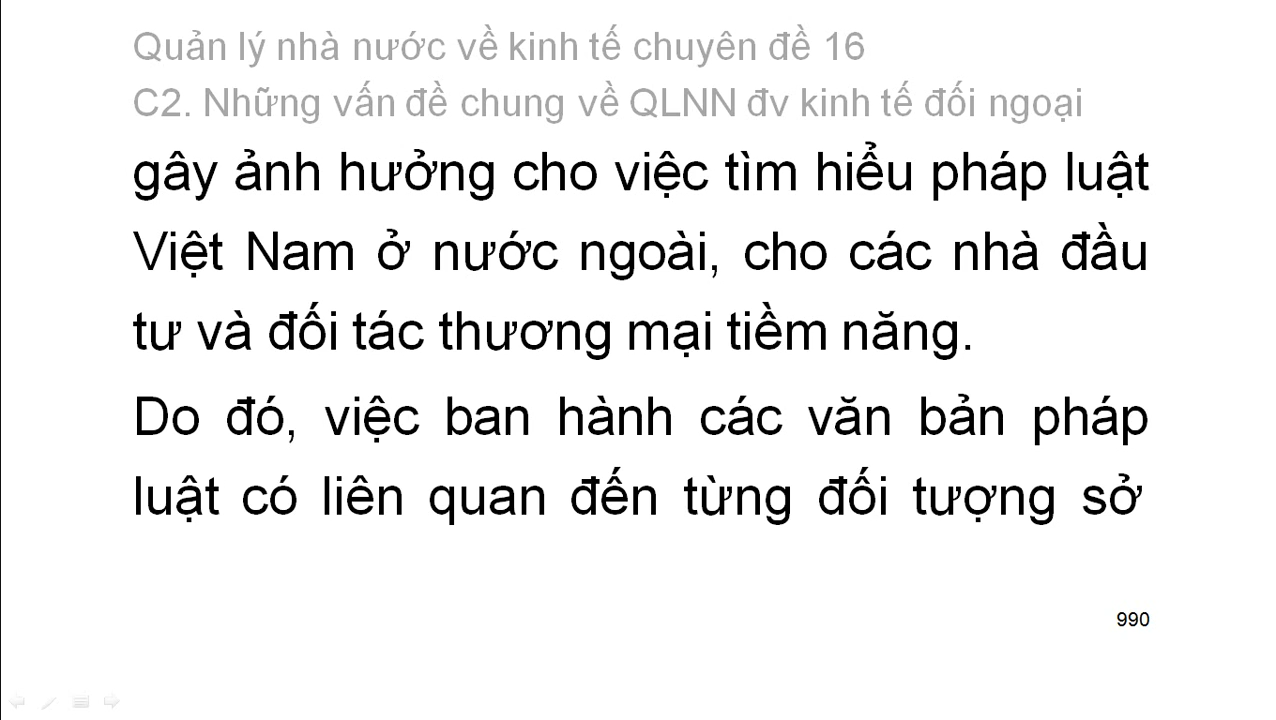 Quản lý nhà nước về kinh tế chuyên đề 16
C2. Những vấn đề chung về QLNN đv kinh tế đối ngoại
gây ảnh hưởng cho việc tìm hiểu pháp luật
Việt Nam ở nước ngoài, cho các nhà đầu
tư và đối tác thương mại tiềm năng.
Do đó, việc ban hành các văn bản pháp
luật có liên quan đến từng đối tượng sở
990